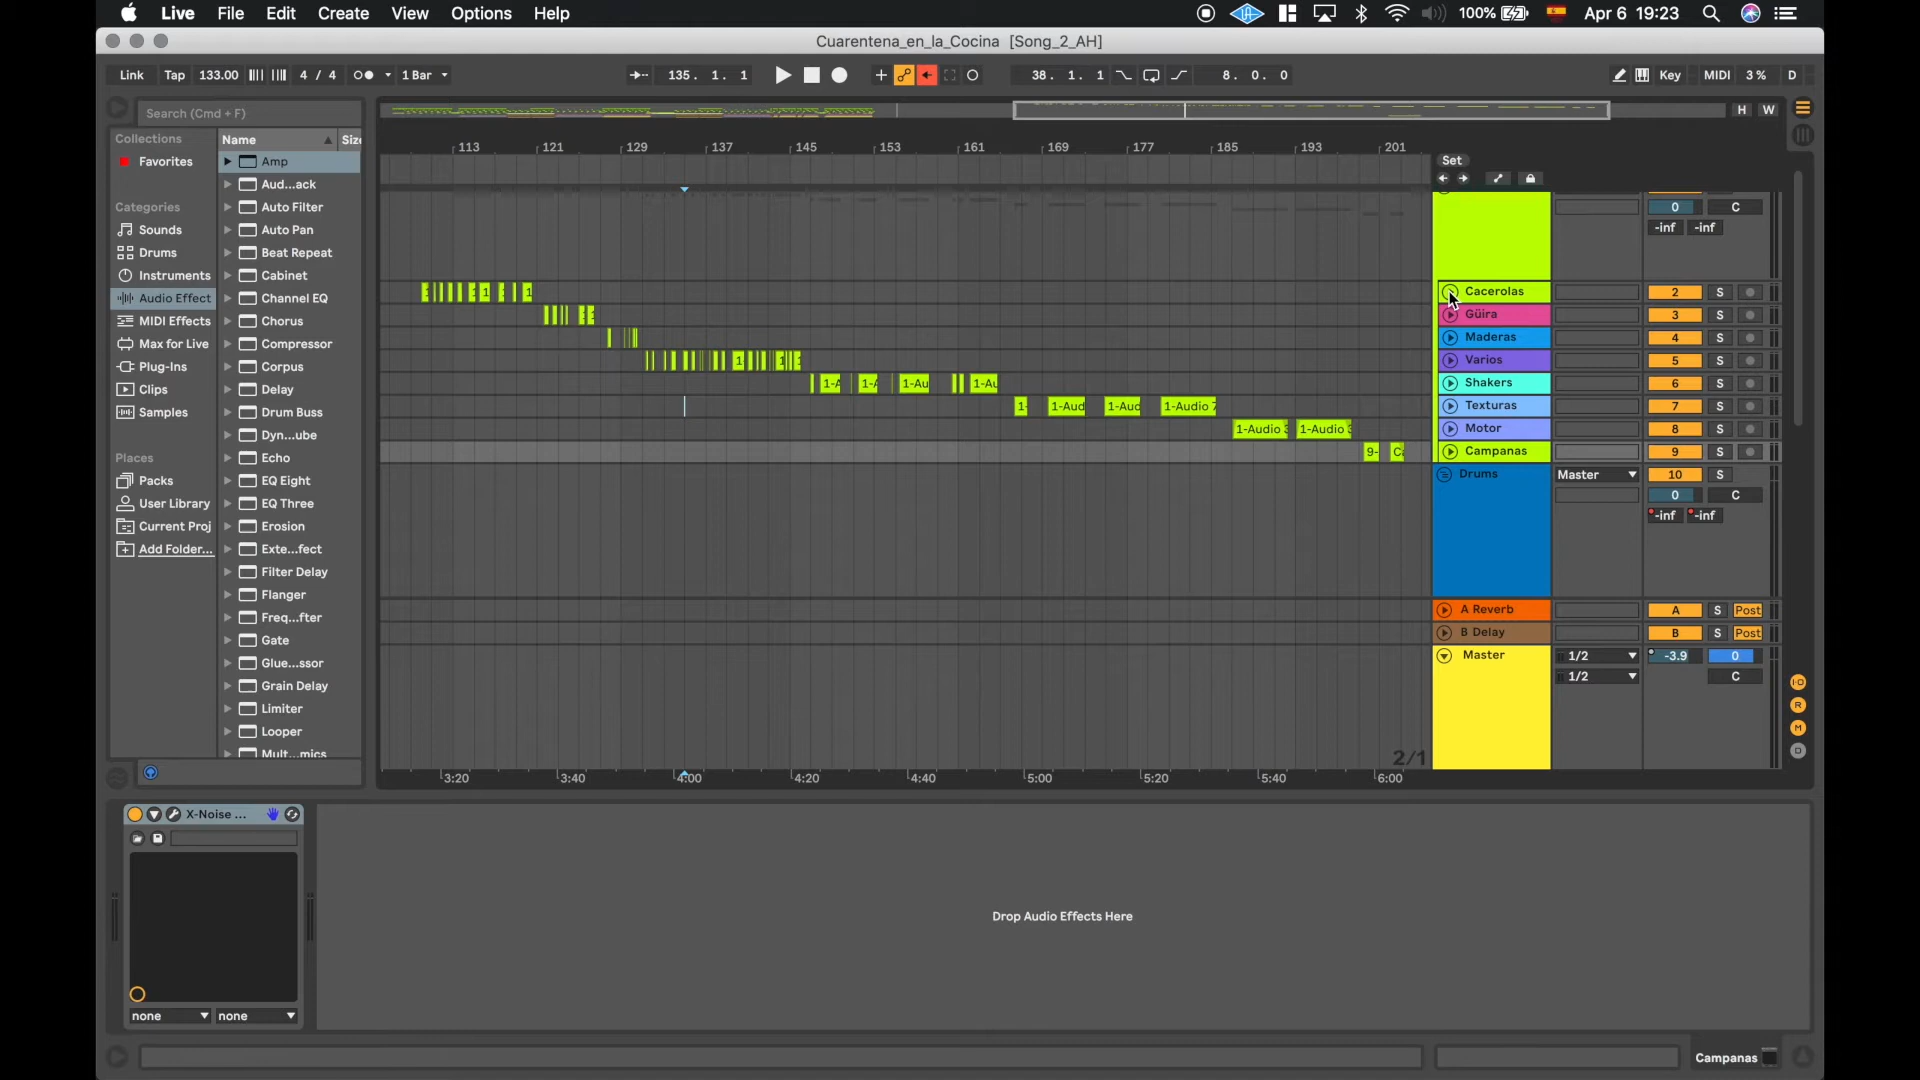 Live File Edit Create View Options Help 100% Apr 6 19:23
Cuarentena_en_la_Cocina [Song_2_AH]
Link Tap 133.00 4 / 4 1 Bar 135. 1. 1 38. 1. 1 8. 0. 0 Key MIDI 3 % D
Search (Cmd + F)
H W
Collections
Favorites
Categories
Sounds
Drums
Instruments
Audio Effect
MIDI Effects
Max for Live
Plug-Ins
Clips
Samples
Places
Packs
User Library
Current Proj
Add Folder...
Name Size
Amp
Aud...ack
Auto Filter
Auto Pan
Beat Repeat
Cabinet
Channel EQ
Chorus
Compressor
Corpus
Delay
Drum Buss
Dyn...ube
Echo
EQ Eight
EQ Three
Erosion
Exte...fect
Filter Delay
Flanger
Freq...fter
Gate
Glue...ssor
Grain Delay
Limiter
Looper
Mult...mics
113 121 129 137 145 153 161 169 177 185 193 201
Set
0 C
-inf -inf
Cacerolas 2 S
Güira 3 S
Maderas 4 S
Varios 5 S
1-A 1-A 1-Au 1-Au Shakers 6 S
1- 1-Aud 1-Aud 1-Audio 7 Texturas 7 S
1-Audio 3 1-Audio 3 Motor 8 S
9- Ca Campanas 9 S
Drums Master 10 S
0 C
-inf -inf
A Reverb A S Post
B Delay B S Post
Master 1/2 -3.9 0
1/2 C
2/1
3:20 3:40 4:00 4:20 4:40 5:00 5:20 5:40 6:00
X-Noise ...
Drop Audio Effects Here
none none
Campanas